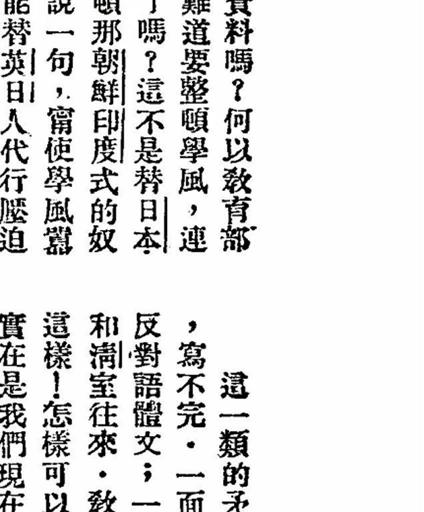 資料嗎？何以敎育部
難道要整頓學風，連
了嗎？這不是替日本
頓那朝鮮印度式的奴
說一句，甯使學風囂
能替英日人代行壓迫
這一類的矛
，寫不完．一面
反對語體文；一
和淸室往來．敎
這樣！怎樣可以
實在是我們現在